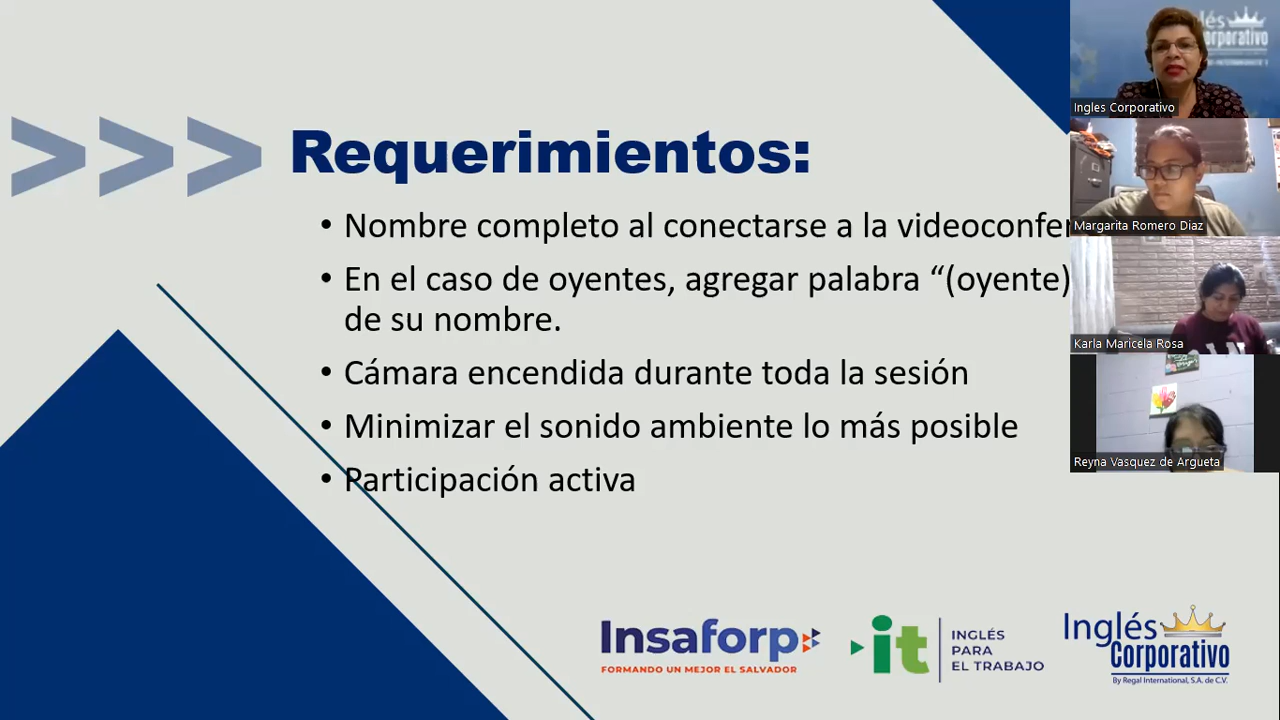 >>> Requerimientos:
• Nombre completo al conectarse a la videoconfer
• En el caso de oyentes, agregar palabra “(oyente)
de su nombre.
• Cámara encendida durante toda la sesión
• Minimizar el sonido ambiente lo más posible
• Participación activa
Insaforp
FORMANDO UN MEJOR EL SALVADOR
it
INGLÉS
PARA
EL TRABAJO
Inglés
Corporativo
By Regal International, S.A. de C.V.
lés
orporativo
Ingles Corporativo
Margarita Romero Diaz
Karla Maricela Rosa
Reyna Vasquez de Argueta